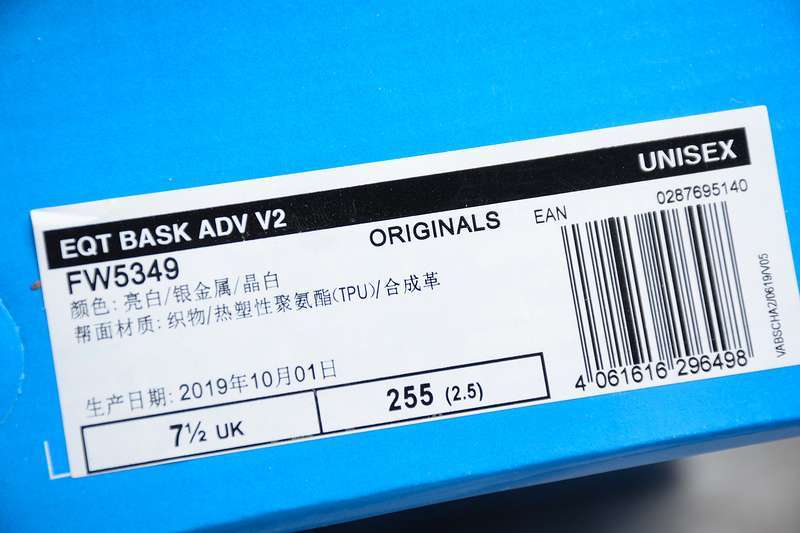 EQT BASK ADV V2
UNISEX
FW5349
ORIGINALS
EAN
0287695140
颜色: 亮白/银金属/晶白
帮面材质: 织物/热塑性聚氨酯(TPU)/合成革
生产日期: 2019年10月01日
7½ UK
255 (2.5)
4 061616 296498
VABSCHA2/0619/V05